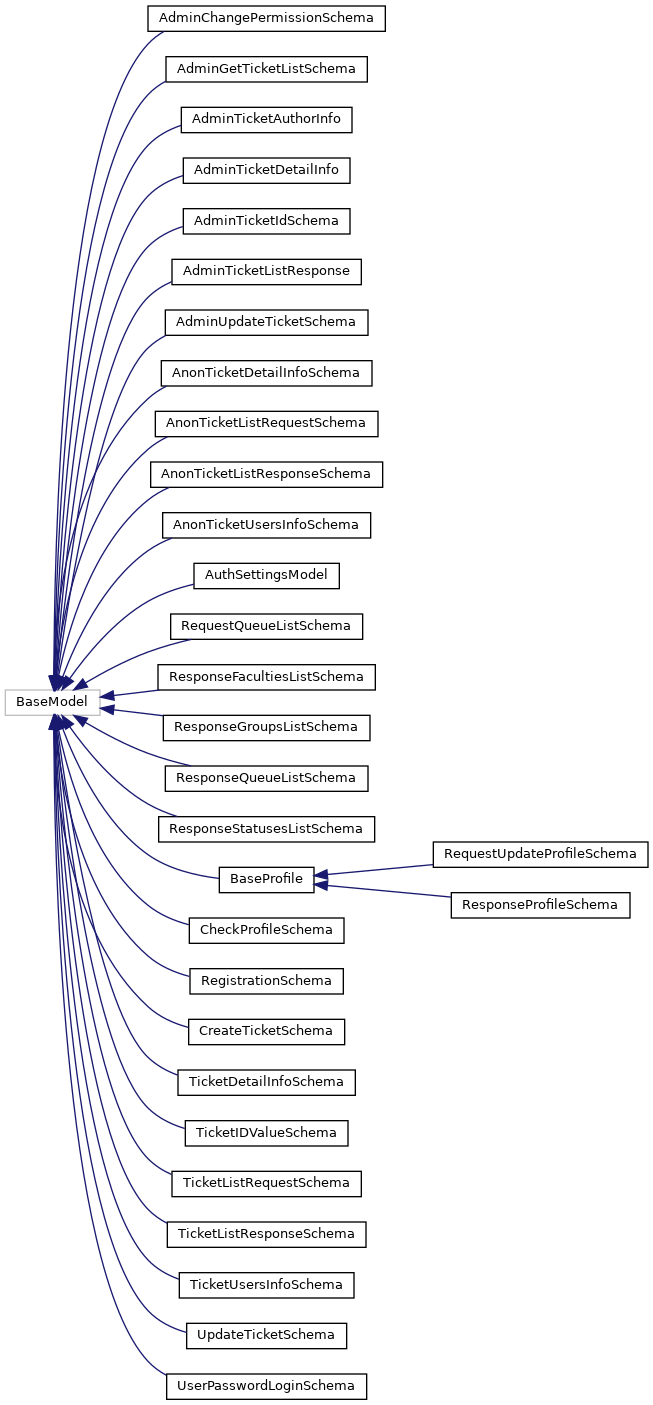 AdminChangePermissionSchema
AdminGetTicketListSchema
AdminTicketAuthorInfo
AdminTicketDetailInfo
AdminTicketIdSchema
AdminTicketListResponse
AdminUpdateTicketSchema
AnonTicketDetailInfoSchema
AnonTicketListRequestSchema
AnonTicketListResponseSchema
AnonTicketUsersInfoSchema
AuthSettingsModel
RequestQueueListSchema
ResponseFacultiesListSchema
BaseModel
ResponseGroupsListSchema
ResponseQueueListSchema
ResponseStatusesListSchema
RequestUpdateProfileSchema
BaseProfile
ResponseProfileSchema
CheckProfileSchema
RegistrationSchema
CreateTicketSchema
TicketDetailInfoSchema
TicketIDValueSchema
TicketListRequestSchema
TicketListResponseSchema
TicketUsersInfoSchema
UpdateTicketSchema
UserPasswordLoginSchema